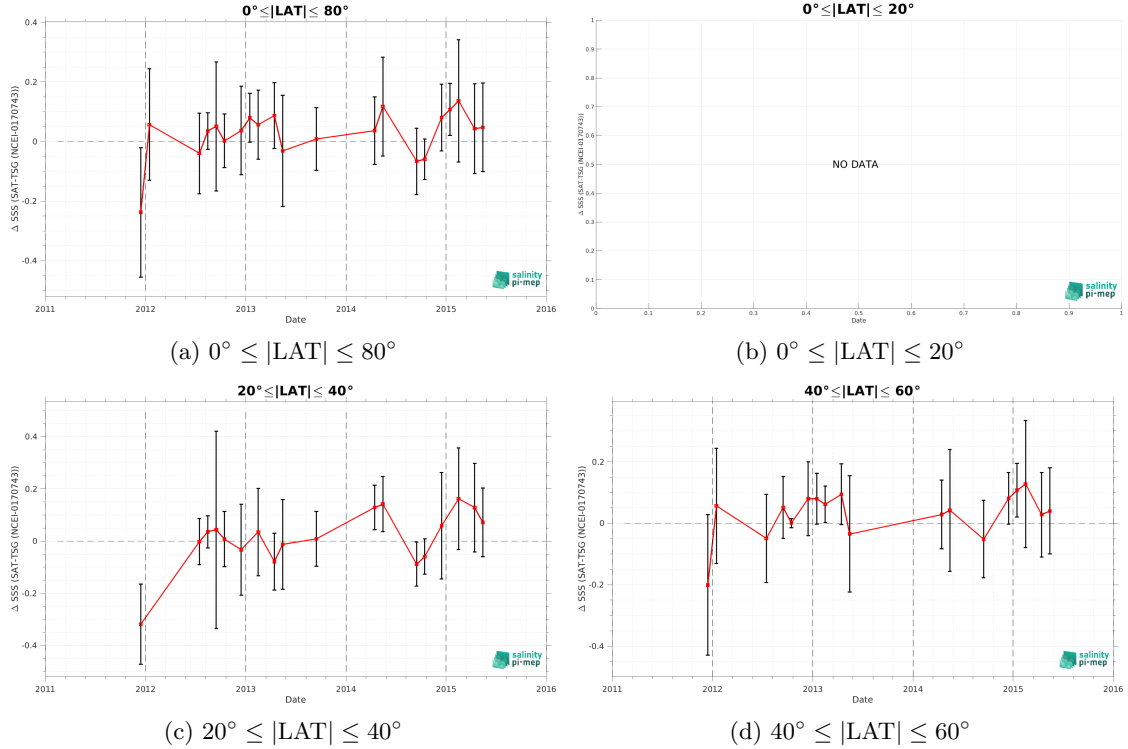 0°≤|LAT|≤ 80°
Δ SSS (SAT-TSG (NCEI-0170743))
0.4
0.2
0
-0.2
-0.4
2011 2012 2013 2014 2015 2016
Date
salinity
pi-mep
(a) 0° ≤ |LAT| ≤ 80°
0°≤|LAT|≤ 20°
Δ SSS (SAT-TSG (NCEI-0170743))
1
0.9
0.8
0.7
0.6
0.5
0.4
0.3
0.2
0.1
0
NO DATA
0 0.1 0.2 0.3 0.4 0.5 0.6 0.7 0.8 0.9 1
Date
salinity
pi-mep
(b) 0° ≤ |LAT| ≤ 20°
20°≤|LAT|≤ 40°
Δ SSS (SAT-TSG (NCEI-0170743))
0.4
0.2
0
-0.2
-0.4
2011 2012 2013 2014 2015 2016
Date
salinity
pi-mep
(c) 20° ≤ |LAT| ≤ 40°
40°≤|LAT|≤ 60°
Δ SSS (SAT-TSG (NCEI-0170743))
0.2
0
-0.2
-0.4
2011 2012 2013 2014 2015 2016
Date
salinity
pi-mep
(d) 40° ≤ |LAT| ≤ 60°